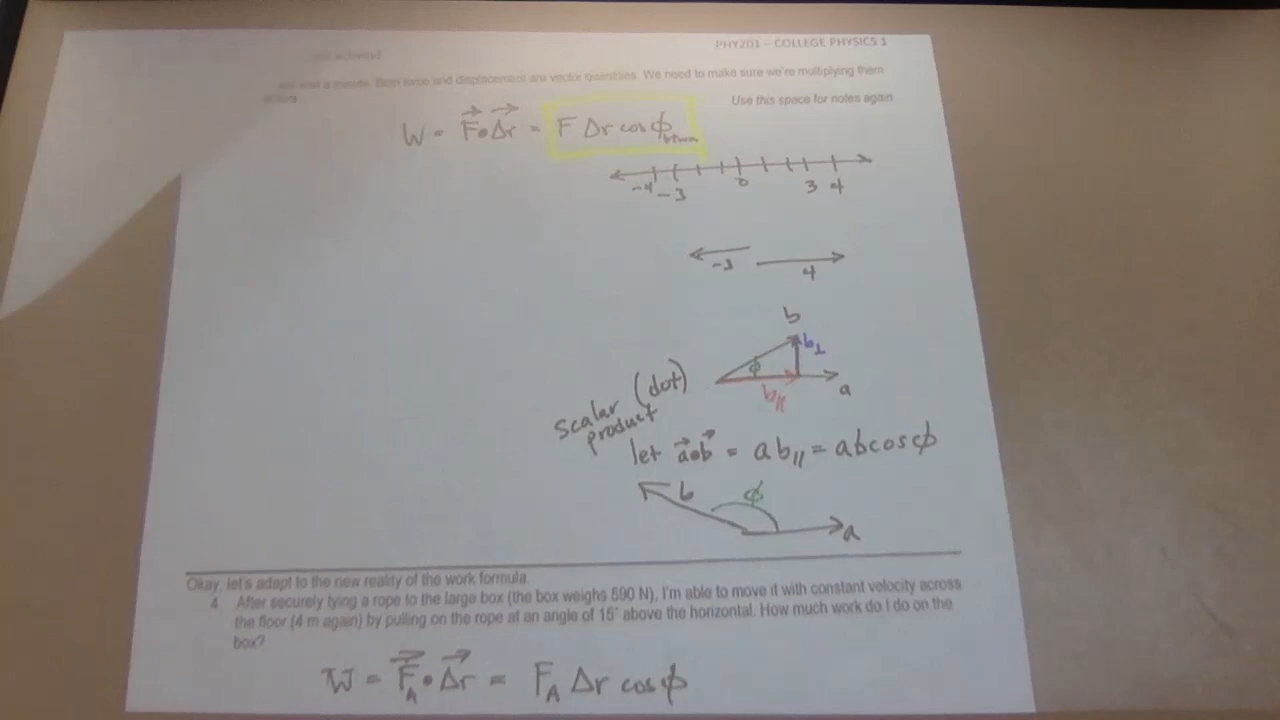 PHY201 – COLLEGE PHYSICS 1
a minute. Both force and displacement are vector quantities. We need to make sure we're multiplying them
Use this space for notes again
W = F • Δr = F Δr cos ϕ
-4 -3 0 3 4
-3 4
b
b⊥
ϕ
b∥ a
scalar (dot)
product
let a • b = a b∥ = ab cos ϕ
b ϕ
a
Okay, let's adapt to the new reality of the work formula.
4. After securely tying a rope to the large box (the box weighs 590 N), I'm able to move it with constant velocity across
the floor (4 m again) by pulling on the rope at an angle of 15° above the horizontal. How much work do I do on the
box?
W = F_A • Δr = F_A Δr cos ϕ